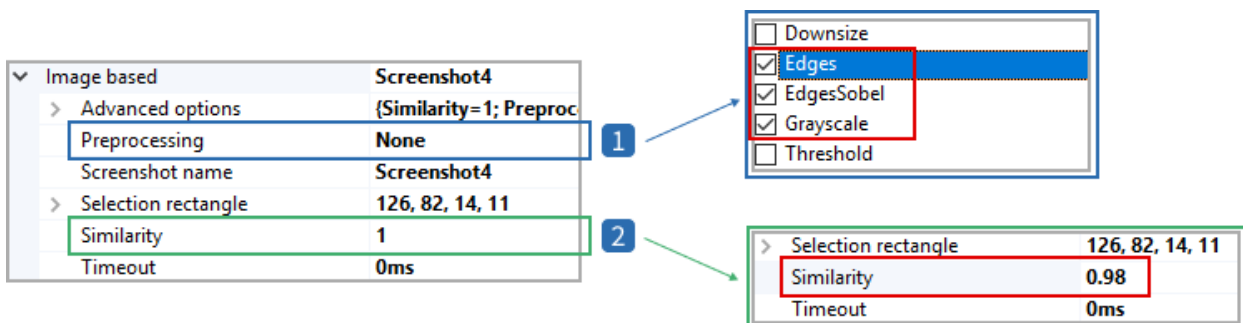 Image based Screenshot4
Advanced options {Similarity=1; Preproc
Preprocessing None
Screenshot name Screenshot4
Selection rectangle 126, 82, 14, 11
Similarity 1
Timeout 0ms
1
2
Downsize
Edges
EdgesSobel
Grayscale
Threshold
Selection rectangle 126, 82, 14, 11
Similarity 0.98
Timeout 0ms